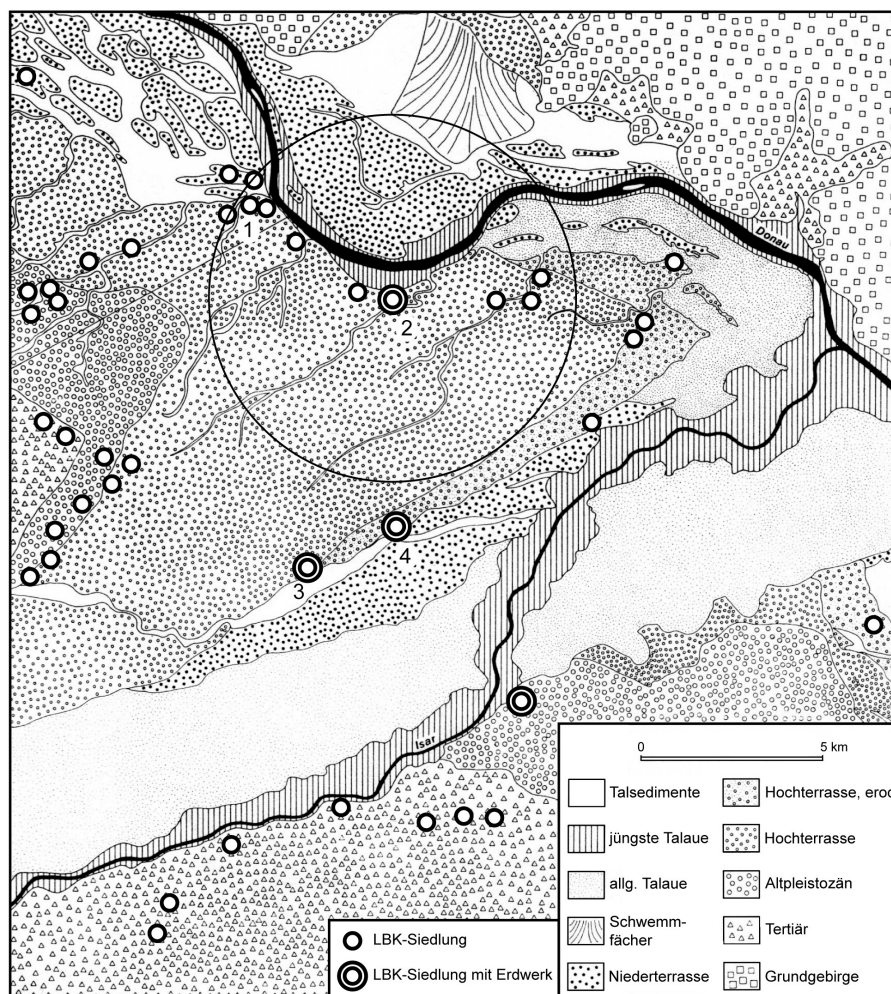 Donau
1
2
4
3
Isar
0 5 km
Talsedimente
Hochterrasse, erod
jüngste Talaue
Hochterrasse
allg. Talaue
Altpleistozän
Schwemm-
fächer
Tertiär
Niederterrasse
Grundgebirge
LBK-Siedlung
LBK-Siedlung mit Erdwerk